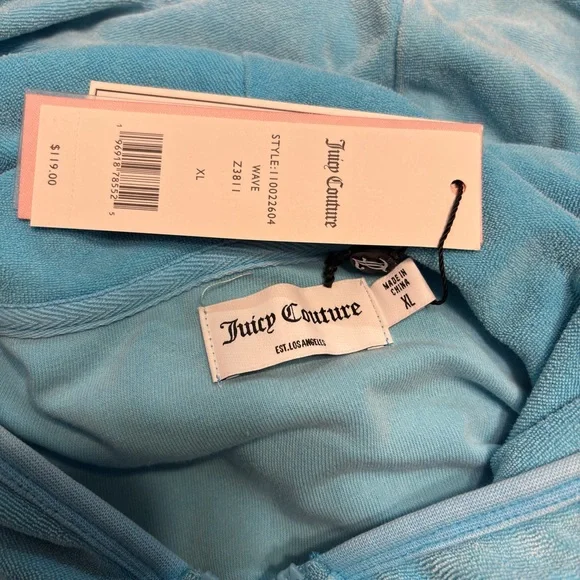 Juicy Couture
STYLE:110022604
WAVE
Z3811
XL
1 96918 78552 5
$119.00
Juicy Couture
EST. LOS ANGELES
MADE IN
CHINA
XL